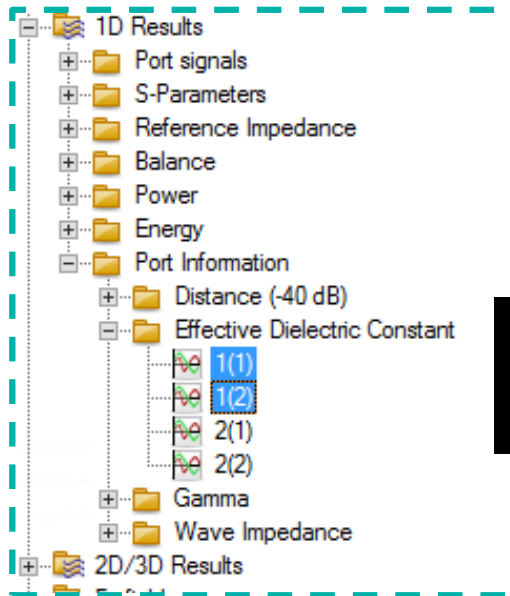 1D Results
Port signals
S-Parameters
Reference Impedance
Balance
Power
Energy
Port Information
Distance (-40 dB)
Effective Dielectric Constant
1(1)
1(2)
2(1)
2(2)
Gamma
Wave Impedance
2D/3D Results